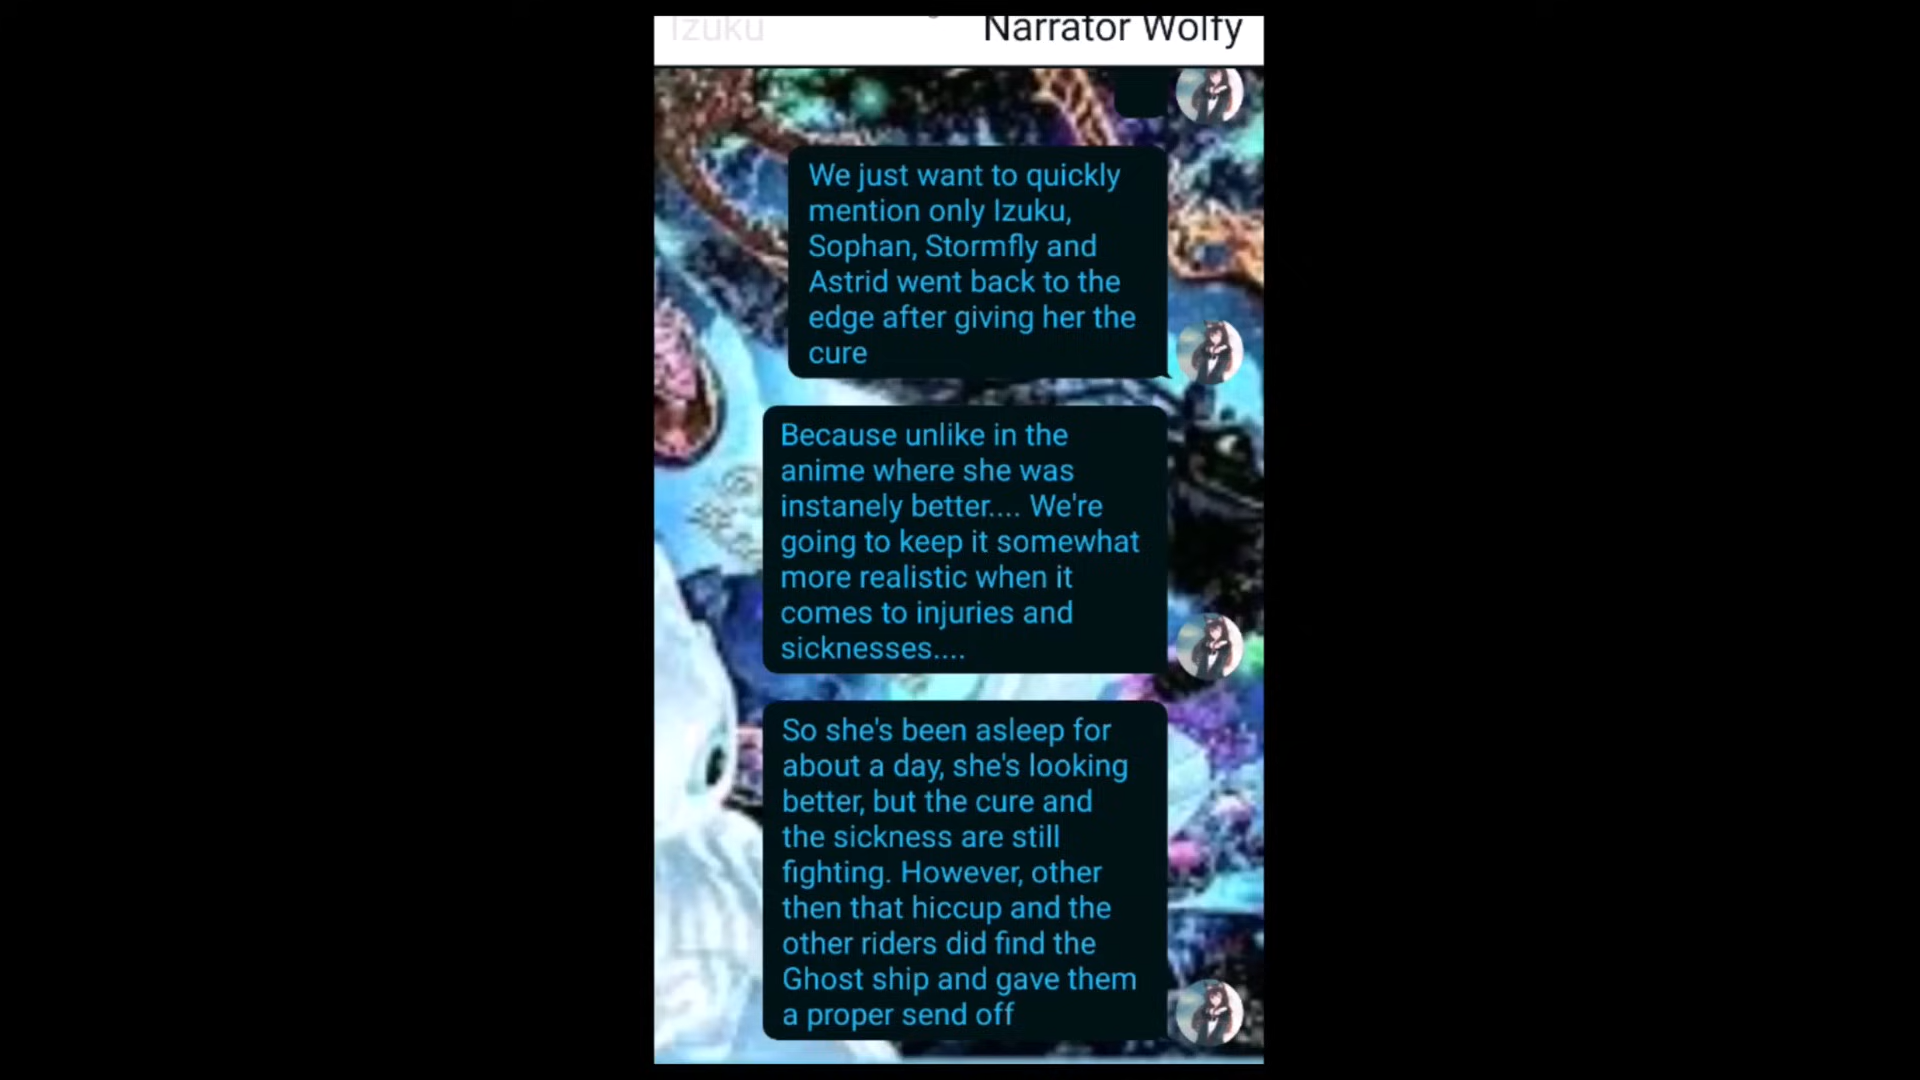 Izuku
Narrator Wolfy
We just want to quickly
mention only Izuku,
Sophan, Stormfly and
Astrid went back to the
edge after giving her the
cure
Because unlike in the
anime where she was
instanely better.... We're
going to keep it somewhat
more realistic when it
comes to injuries and
sicknesses....
So she's been asleep for
about a day, she's looking
better, but the cure and
the sickness are still
fighting. However, other
then that hiccup and the
other riders did find the
Ghost ship and gave them
a proper send off